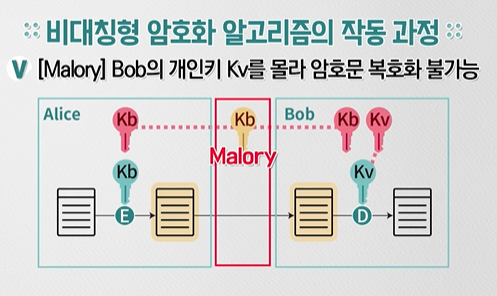 비대칭형 암호화 알고리즘의 작동 과정
V [Malory] Bob의 개인키 Kv를 몰라 암호문 복호화 불가능
Alice
Kb
Kb
Bob
Kb
Kv
Malory
Kb
Kv
E
D